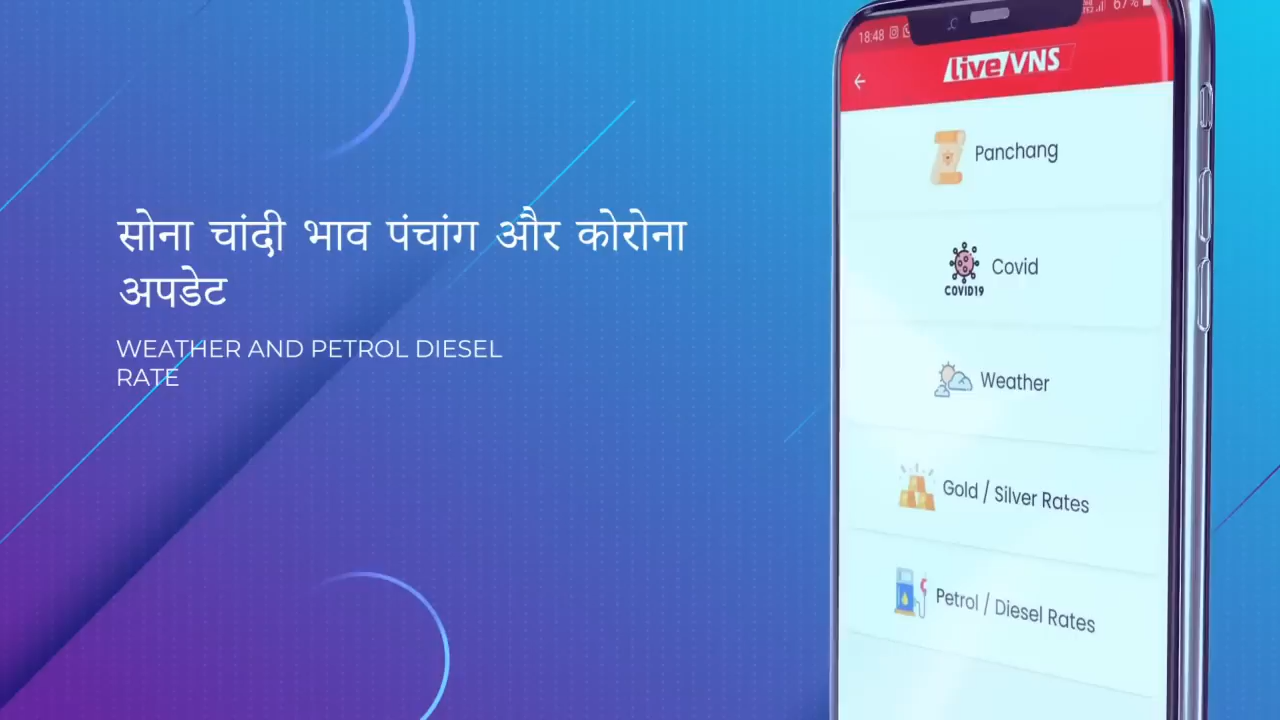 सोना चांदी भाव पंचांग और कोरोना
अपडेट
WEATHER AND PETROL DIESEL
RATE
18:48
67%
live VNS
Panchang
COVID19
Covid
Weather
Gold / Silver Rates
Petrol / Diesel Rates